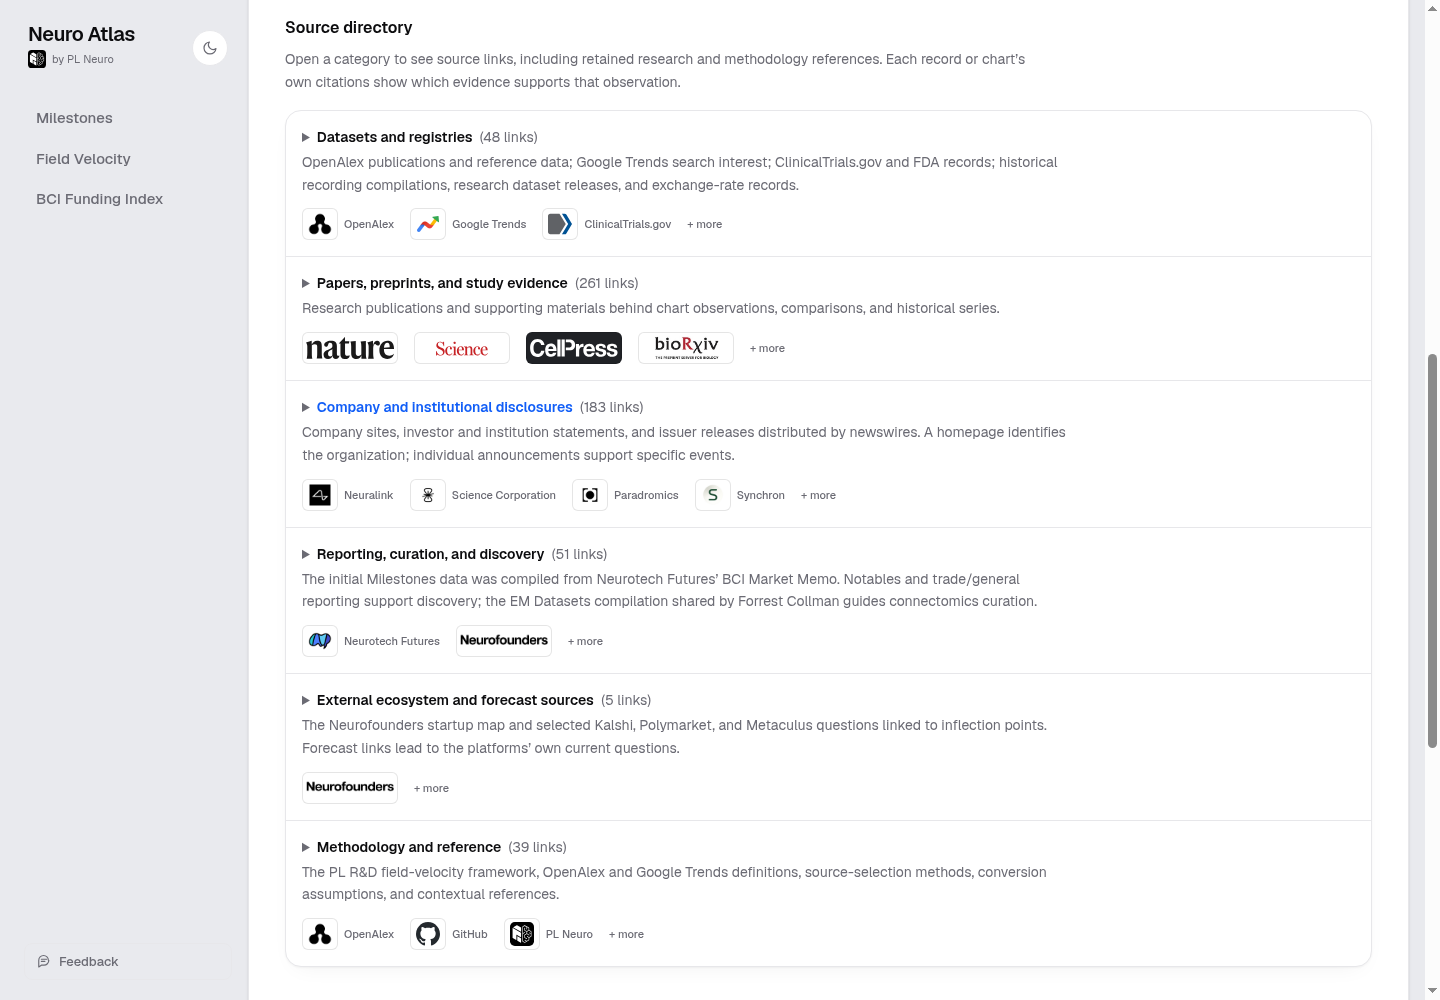 Neuro Atlas
by PL Neuro
Milestones
Field Velocity
BCI Funding Index
Feedback
Source directory
Open a category to see source links, including retained research and methodology references. Each record or chart’s
own citations show which evidence supports that observation.
Datasets and registries (48 links)
OpenAlex publications and reference data; Google Trends search interest; ClinicalTrials.gov and FDA records; historical
recording compilations, research dataset releases, and exchange-rate records.
OpenAlex Google Trends ClinicalTrials.gov + more
Papers, preprints, and study evidence (261 links)
Research publications and supporting materials behind chart observations, comparisons, and historical series.
nature Science CellPress bioRxiv + more
THE PREPRINT SERVER FOR BIOLOGY
Company and institutional disclosures (183 links)
Company sites, investor and institution statements, and issuer releases distributed by newswires. A homepage identifies
the organization; individual announcements support specific events.
Neuralink Science Corporation Paradromics S Synchron + more
Reporting, curation, and discovery (51 links)
The initial Milestones data was compiled from Neurotech Futures’ BCI Market Memo. Notables and trade/general
reporting support discovery; the EM Datasets compilation shared by Forrest Collman guides connectomics curation.
Neurotech Futures Neurofounders + more
External ecosystem and forecast sources (5 links)
The Neurofounders startup map and selected Kalshi, Polymarket, and Metaculus questions linked to inflection points.
Forecast links lead to the platforms’ own current questions.
Neurofounders + more
Methodology and reference (39 links)
The PL R&D field-velocity framework, OpenAlex and Google Trends definitions, source-selection methods, conversion
assumptions, and contextual references.
OpenAlex GitHub PL Neuro + more